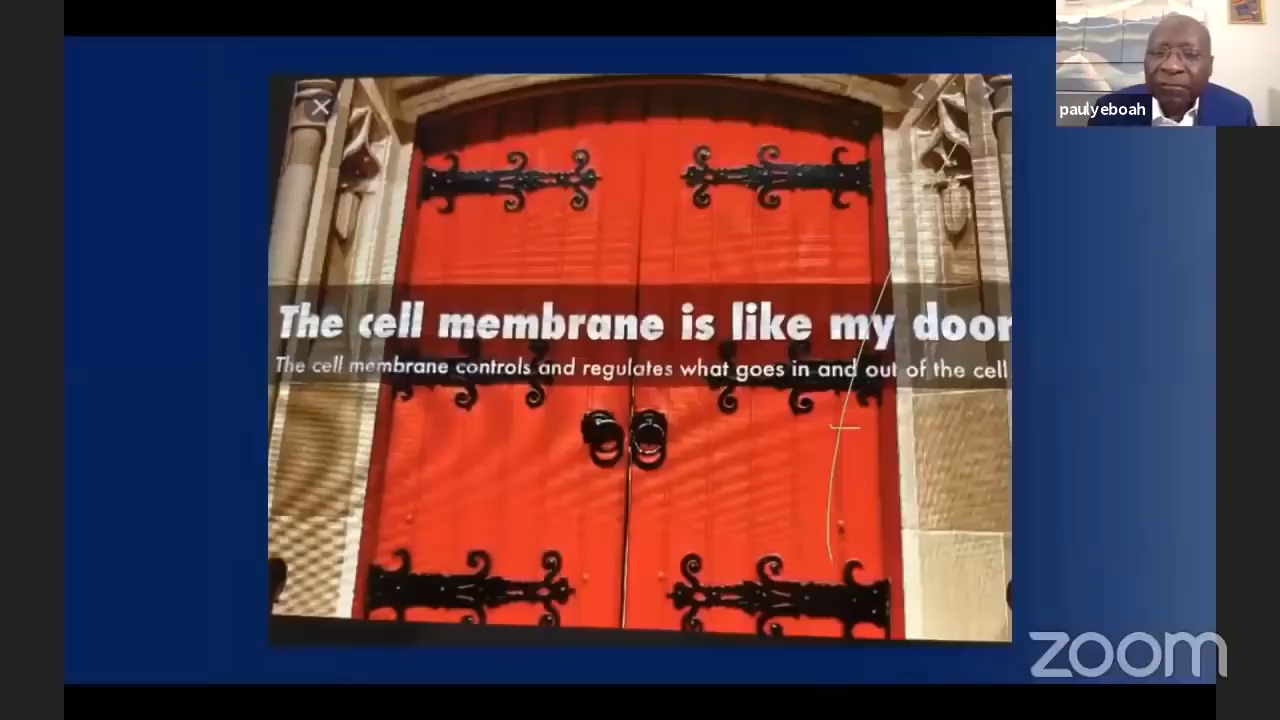 paulyeboah
The cell membrane is like my door
The cell membrane controls and regulates what goes in and out of the cell
zoom